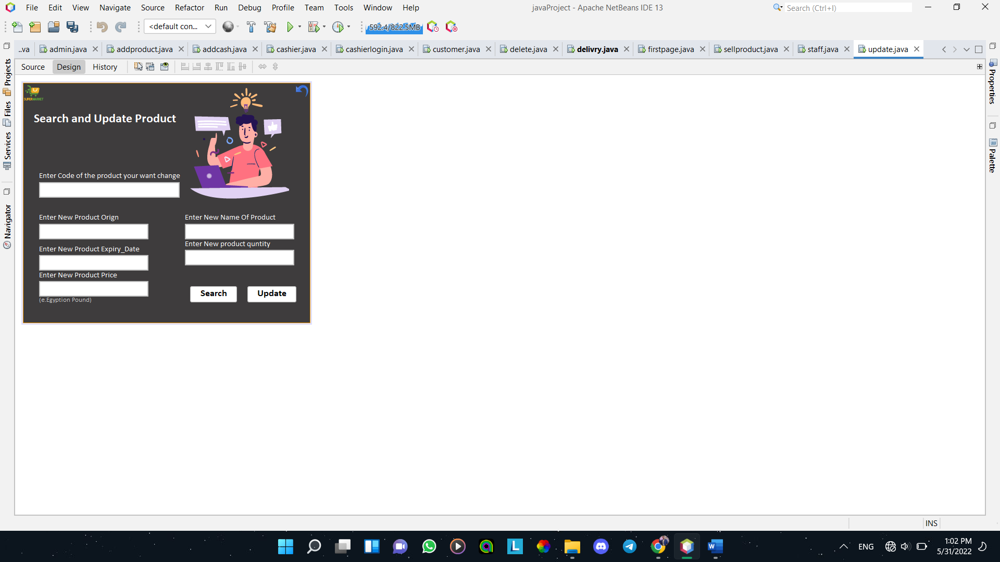 File Edit View Navigate Source Refactor Run Debug Profile Team Tools Window Help
javaProject - Apache NetBeans IDE 13
Search (Ctrl+I)
<default con...
592.4/822.5MB
..va admin.java addproduct.java addcash.java cashier.java cashierlogin.java customer.java delete.java delivry.java firstpage.java sellproduct.java staff.java update.java
Source Design History
Projects
Files
Services
Navigator
Properties
Palette
SUPERMARKET
Search and Update Product
Enter Code of the product your want change
Enter New Product Orign
Enter New Name Of Product
Enter New product quntity
Enter New Product Expiry_Date
Enter New Product Price
(e.Egyption Pound)
Search
Update
INS
ENG
1:02 PM
5/31/2022